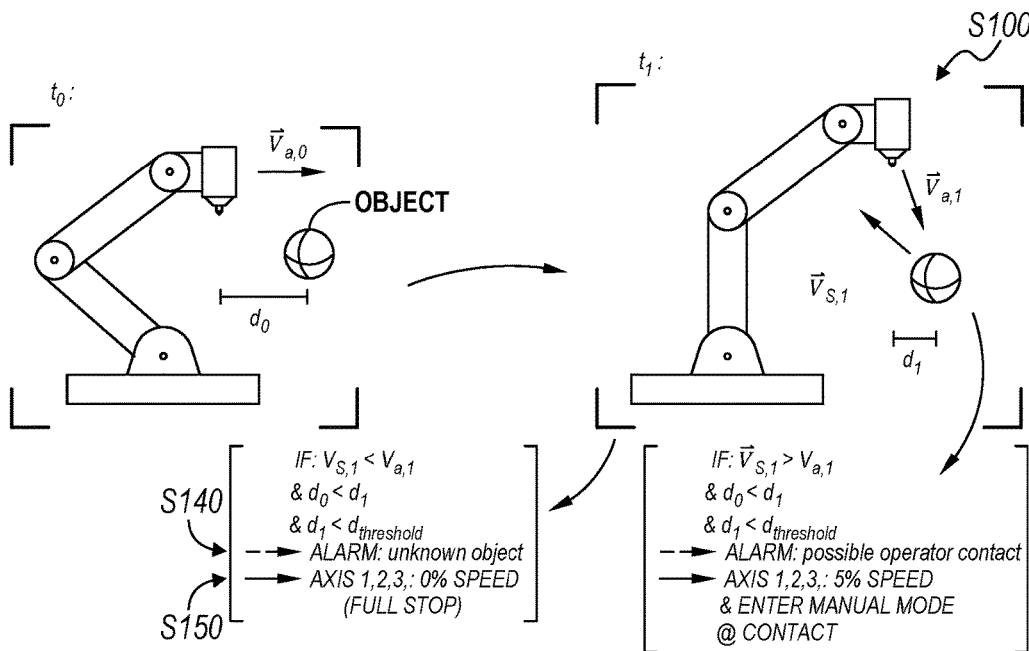 S100
t0:
t1:
V⃗a,0
OBJECT
d0
V⃗a,1
V⃗S,1
d1
IF: VS,1 < Va,1
& d0 < d1
& d1 < dthreshold
ALARM: unknown object
AXIS 1,2,3,: 0% SPEED
(FULL STOP)
S140
S150
IF: V⃗S,1 > Va,1
& d0 < d1
& d1 < dthreshold
ALARM: possible operator contact
AXIS 1,2,3,: 5% SPEED
& ENTER MANUAL MODE
@ CONTACT